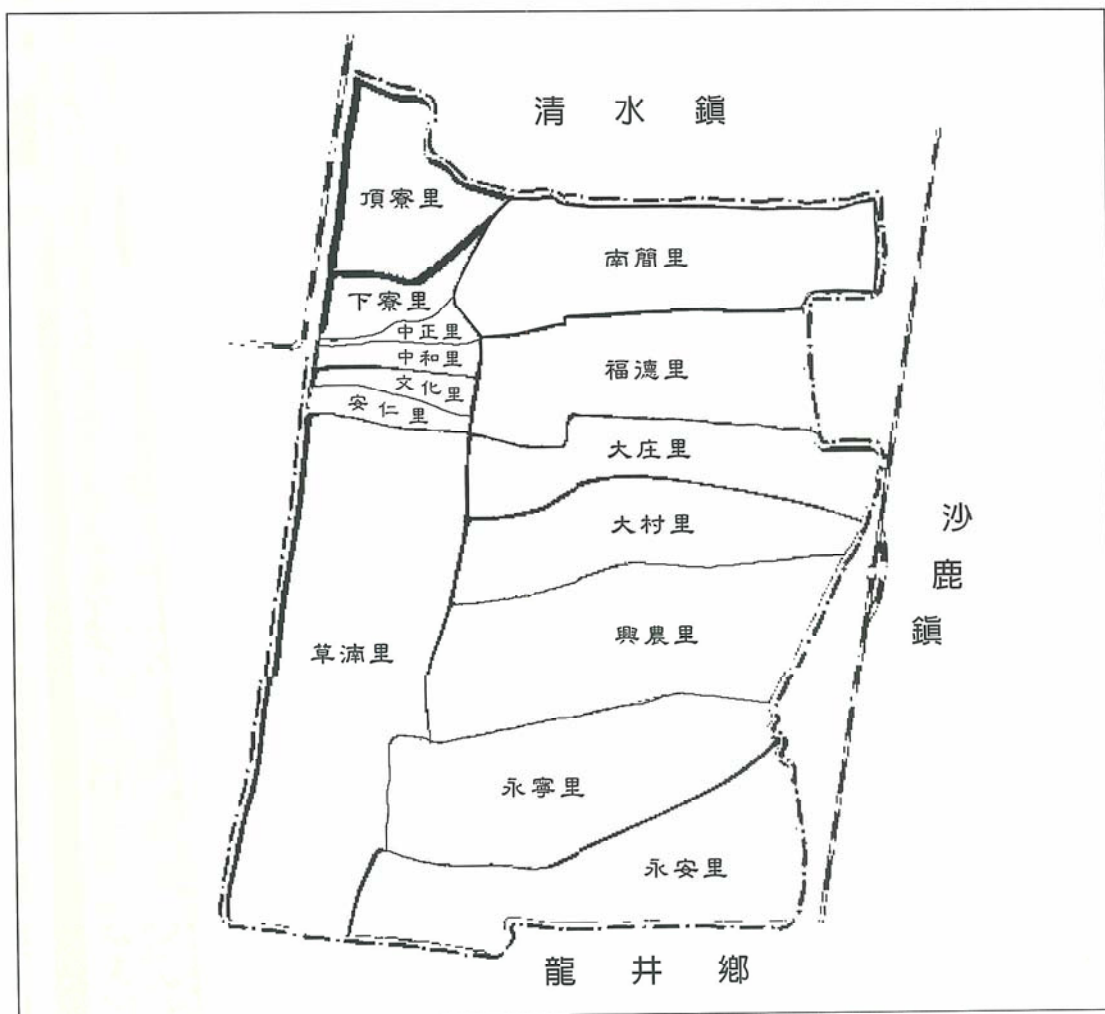 清水鎮
頂寮里
南簡里
下寮里
中正里
中和里
福德里
文化里
安仁里
大庄里
大村里
沙鹿鎮
興農里
草湳里
永寧里
永安里
龍井鄉